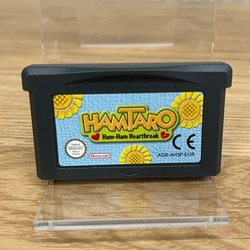 HAMTARO
Ham-Ham Heartbreak
Nintendo
CE
AGB-AH3P-EUR